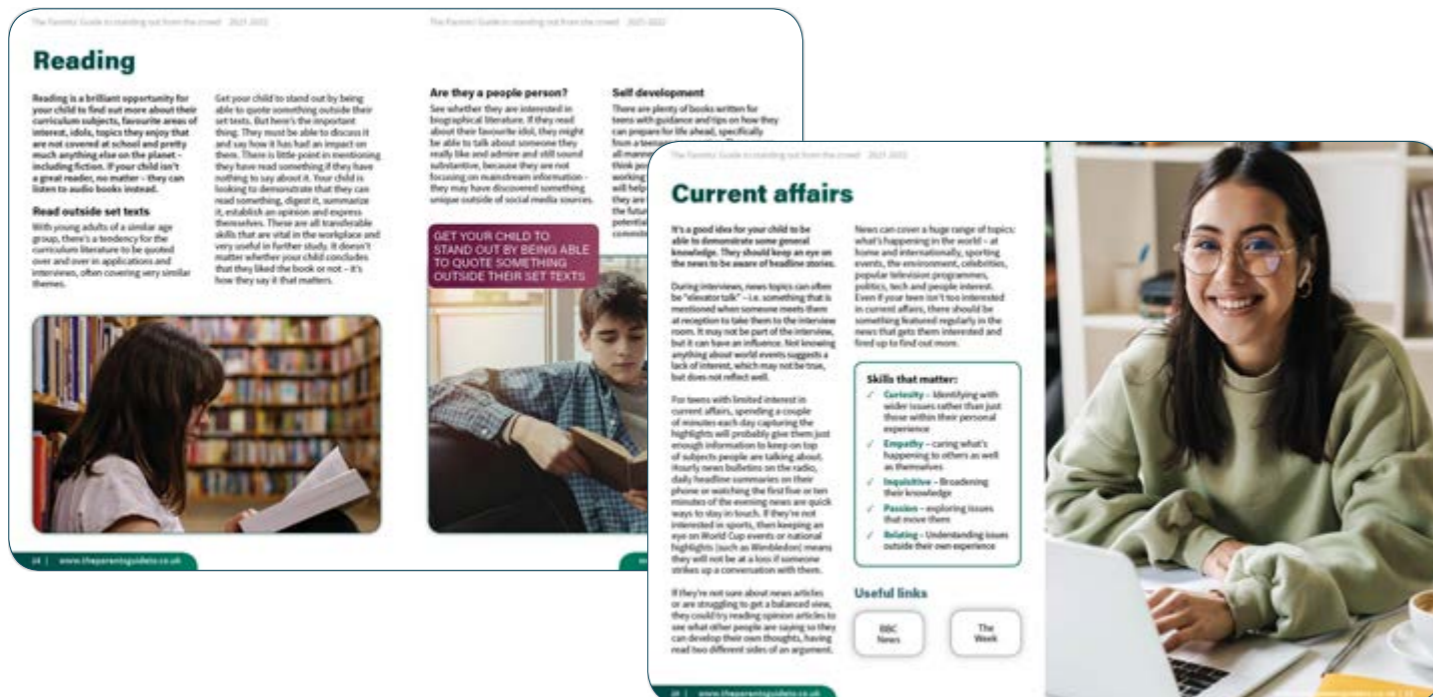 The Parents' Guide to standing out from the crowd 2021-2022
Reading
Reading is a brilliant opportunity for
your child to find out more about their
curriculum subjects, favourite areas of
interest, idols, topics they enjoy that
are not covered at school and pretty
much anything else on the planet –
including fiction. If your child isn't
a great reader, no matter – they can
listen to audio books instead.
Read outside set texts
With young adults of a similar age
group, there's a tendency for the
curriculum literature to be quoted
over and over in applications and
interviews, often covering very similar
themes.
Get your child to stand out by being
able to quote something outside their
set texts. But here's the important
thing. They must be able to discuss it
and say how it has had an impact on
them. There is little point in mentioning
they have read something if they have
nothing to say about it. Your child is
looking to demonstrate that they can
read something, digest it, summarize
it, establish an opinion and express
themselves. These are all transferable
skills that are vital in the workplace and
very useful in further study. It doesn't
matter whether your child concludes
that they liked the book or not – it's
how they say it that matters.
www.theparentsguideto.co.uk
The Parents' Guide to standing out from the crowd 2021-2022
Are they a people person?
See whether they are interested in
biographical literature. If they read
about their favourite idol, they might
be able to talk about someone they
really like and admire and still sound
substantive, because they are not
focusing on mainstream information -
they may have discovered something
unique outside of social media sources.
GET YOUR CHILD TO
STAND OUT BY BEING ABLE
TO QUOTE SOMETHING
OUTSIDE THEIR SET TEXTS
Self development
There are plenty of books written for
teens with guidance and tips on how they
can prepare for life ahead, specifically
from a
all
think
working
will help
they are
the
The Parents' Guide to standing out from the crowd 2021-2022
Current affairs
It's a good idea for your child to be
able to demonstrate some general
knowledge. They should keep an eye on
the news to be aware of headline stories.
During interviews, news topics can often
be "elevator talk" – i.e. something that is
mentioned when someone meets them
at reception to take them to the interview
room. It may not be part of the interview,
but it can have an influence. Not knowing
anything about world events suggests a
lack of interest, which may not be true,
but does not reflect well.
For teens with limited interest in
current affairs, spending a couple
of minutes each day capturing the
highlights will probably give them just
enough information to keep on top
of subjects people are talking about.
Hourly news bulletins on the radio,
daily headline summaries on their
phone or watching the first five or ten
minutes of the evening news are quick
ways to stay in touch. If they're not
interested in sports, then keeping an
eye on World Cup events or national
highlights (such as Wimbledon) means
they will not be at a loss if someone
strikes up a conversation with them.
If they're not sure about news articles
or are struggling to get a balanced view,
they could try reading opinion articles to
see what other people are saying so they
can develop their own thoughts, having
read two different sides of an argument.
News can cover a huge range of topics:
what's happening in the world – at
home and internationally, sporting
events, the environment, celebrities,
popular television programmes,
politics, tech and people interest.
Even if your teen isn't too interested
in current affairs, there should be
something featured regularly in the
news that gets them interested and
fired up to find out more.
Skills that matter:
✓ Curiosity – Identifying with
wider issues rather than just
those within their personal
experience
✓ Empathy – caring what's
happening to others as well
as themselves
✓ Inquisitive – Broadening
their knowledge
✓ Passion – exploring issues
that move them
✓ Relating – Understanding issues
outside their own experience
Useful links
BBC
News
The
Week
www.theparentsguideto.co.uk